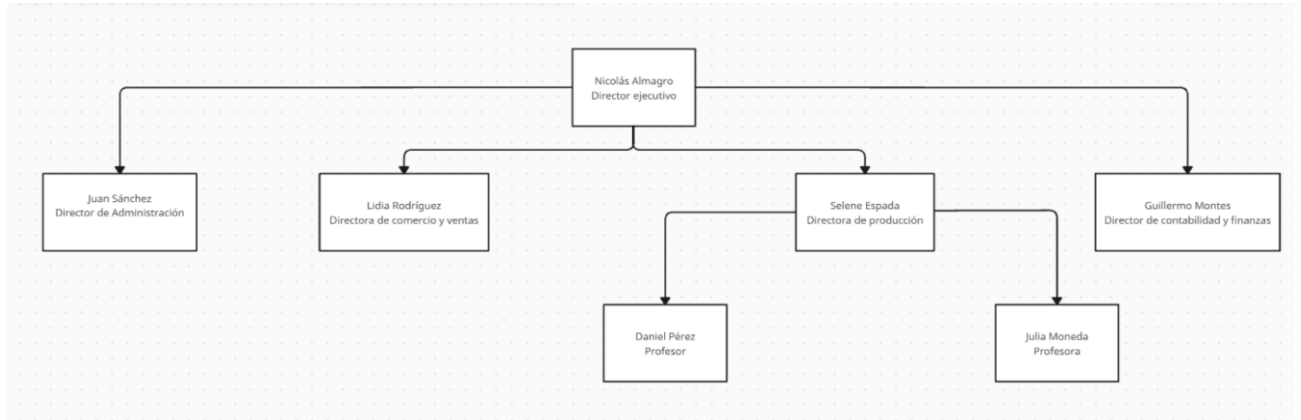 Nicolás Almagro
Director ejecutivo
Juan Sánchez
Director de Administración
Lidia Rodríguez
Directora de comercio y ventas
Selene Espada
Directora de producción
Guillermo Montes
Director de contabilidad y finanzas
Daniel Pérez
Profesor
Julia Moneda
Profesora